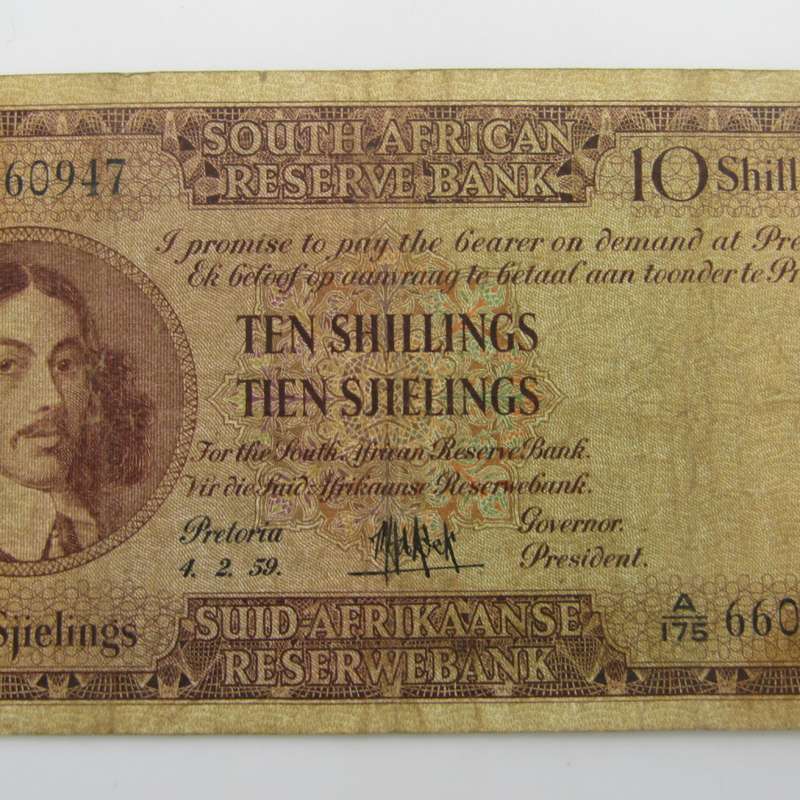 SOUTH AFRICAN
RESERVE BANK
60947
10 Shill
I promise to pay the bearer on demand at Pre
Ek beloof op aanvraag te betaal aan toonder te Pr
TEN SHILLINGS
TIEN SJIELINGS
For the South African Reserve Bank.
Vir die Suid-Afrikaanse Reserwebank.
Pretoria
Governor.
4. 2. 59.
President.
Sjielings
SUID-AFRIKAANSE
RESERWEBANK
A/175 660